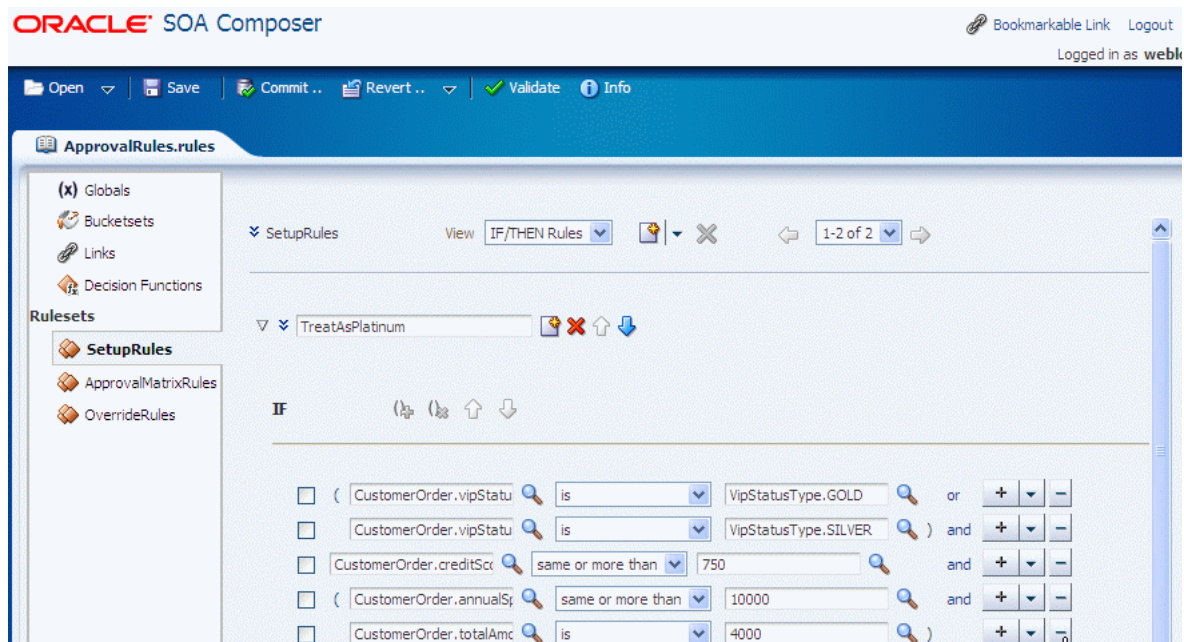 ORACLE SOA Composer
Bookmarkable Link Logout
Logged in as weblo
Open Save Commit .. Revert .. Validate Info
ApprovalRules.rules
(x) Globals
Bucketsets
Links
Decision Functions
Rulesets
SetupRules
ApprovalMatrixRules
OverrideRules
SetupRules View IF/THEN Rules 1-2 of 2
TreatAsPlatinum
IF
( CustomerOrder.vipStatu is VipStatusType.GOLD or
CustomerOrder.vipStatu is VipStatusType.SILVER ) and
CustomerOrder.creditSco same or more than 750 and
( CustomerOrder.annualSp same or more than 10000 and
CustomerOrder.totalAmo is 4000 )